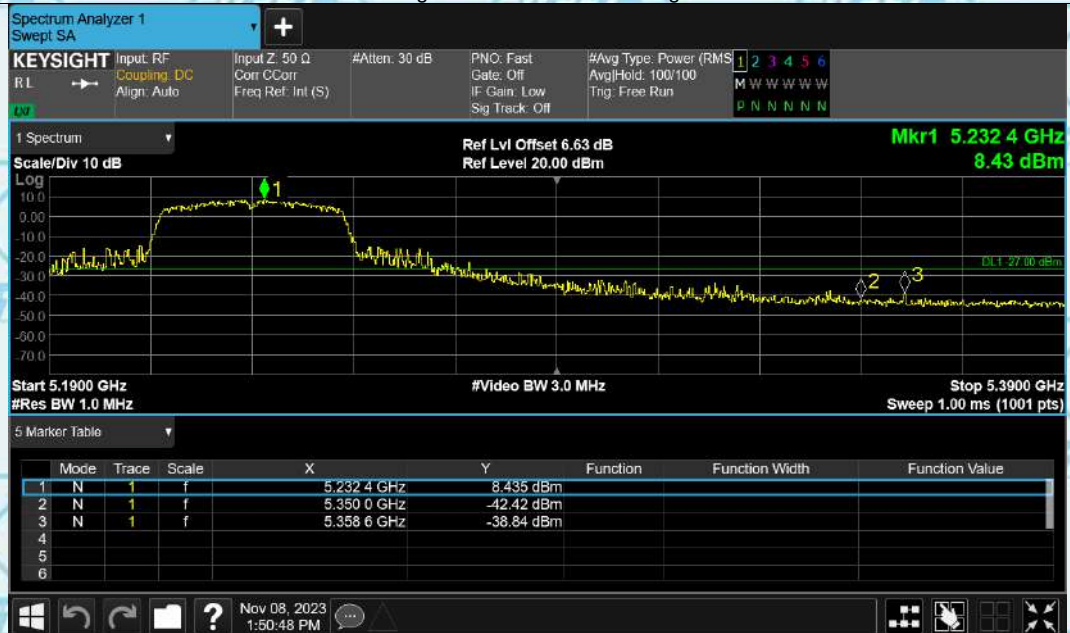 Spectrum Analyzer 1
Swept SA
KEYSIGHT Input: RF Input Z: 50 Ω #Atten: 30 dB PNO: Fast #Avg Type: Power (RMS 1 2 3 4 5 6
R L Coupling: DC Corr CCorr Gate: Off Avg|Hold: 100/100 M W W W W W
Align: Auto Freq Ref: Int (S) IF Gain: Low Trig: Free Run
Sig Track: Off P N N N N N
1 Spectrum Ref Lvl Offset 6.63 dB Mkr1 5.232 4 GHz
Scale/Div 10 dB Ref Level 20.00 dBm 8.43 dBm
Log
10.0
0.00
-10.0
-20.0
-30.0
-40.0
-50.0
-60.0
-70.0
1
2
3
DL1 -27.00 dBm
Start 5.1900 GHz #Video BW 3.0 MHz Stop 5.3900 GHz
#Res BW 1.0 MHz Sweep 1.00 ms (1001 pts)
5 Marker Table
Mode Trace Scale X Y Function Function Width Function Value
1 N 1 f 5.232 4 GHz 8.435 dBm
2 N 1 f 5.350 0 GHz -42.42 dBm
3 N 1 f 5.358 6 GHz -38.84 dBm
4
5
6
Nov 08, 2023
1:50:48 PM